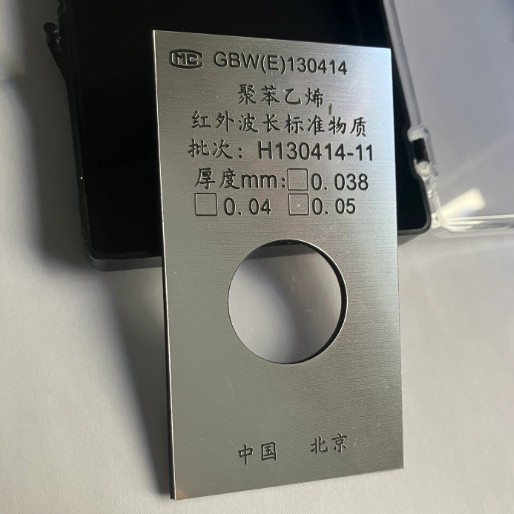 MC GBW(E)130414
聚苯乙烯
红外波长标准物质
批次：H130414-11
厚度mm:□0.038
□0.04 □0.05
中国 北京